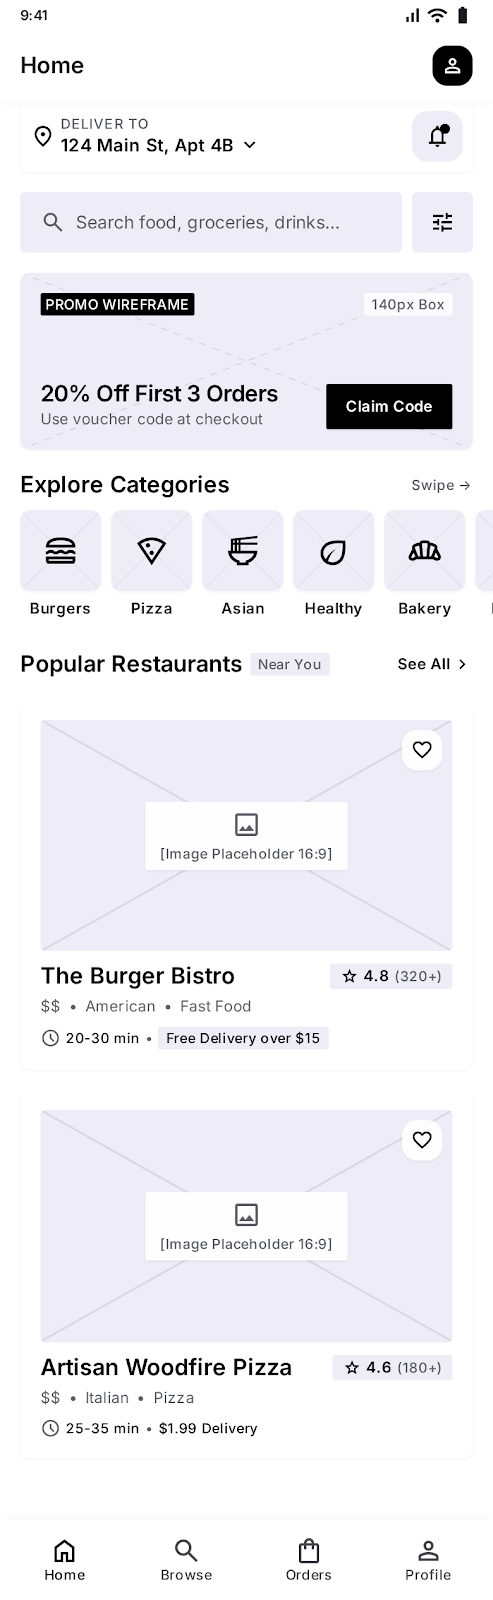 9:41
Home
DELIVER TO
124 Main St, Apt 4B
Search food, groceries, drinks...
PROMO WIREFRAME
140px Box
20% Off First 3 Orders
Use voucher code at checkout
Claim Code
Explore Categories
Swipe →
Burgers Pizza Asian Healthy Bakery
Popular Restaurants Near You See All
[Image Placeholder 16:9]
The Burger Bistro 4.8 (320+)
$$ • American • Fast Food
20-30 min • Free Delivery over $15
[Image Placeholder 16:9]
Artisan Woodfire Pizza 4.6 (180+)
$$ • Italian • Pizza
25-35 min • $1.99 Delivery
Home Browse Orders Profile